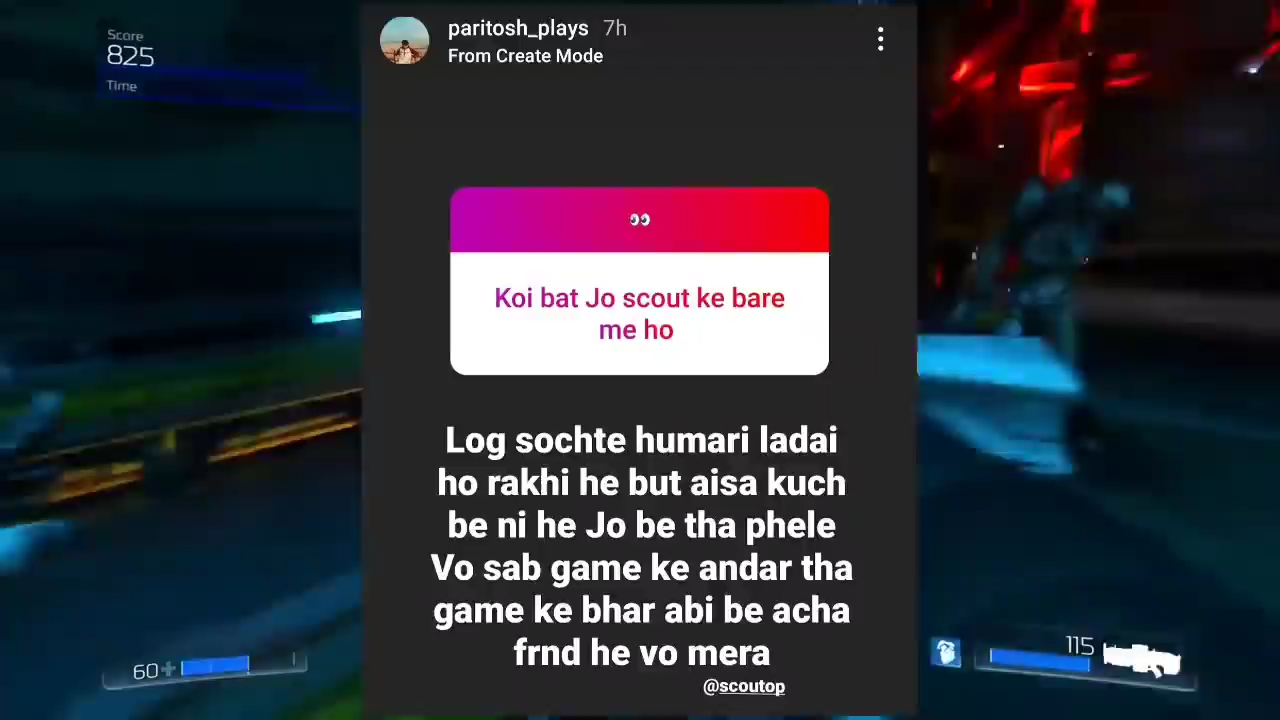 Score
825
Time
paritosh_plays 7h
From Create Mode
👀
Koi bat Jo scout ke bare
me ho
Log sochte humari ladai
ho rakhi he but aisa kuch
be ni he Jo be tha phele
Vo sab game ke andar tha
game ke bhar abi be acha
frnd he vo mera
@scoutop
60+
115